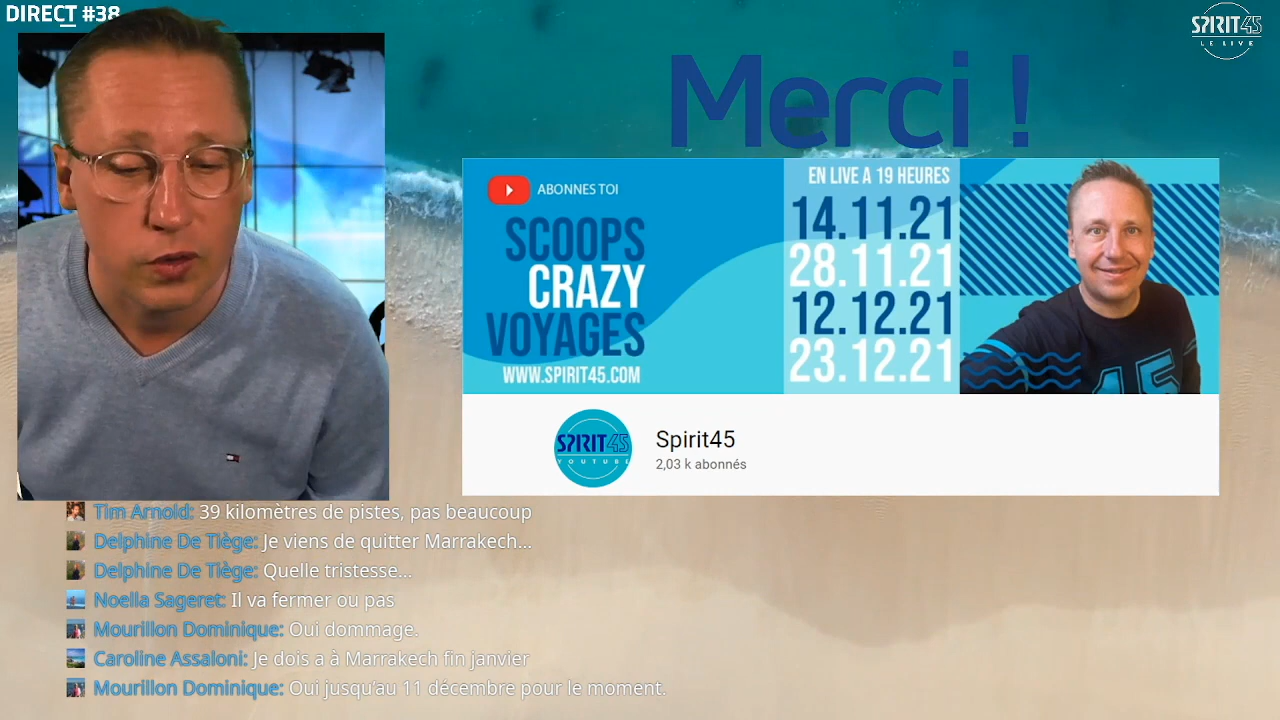 DIRECT #38
SPIRIT45
LE LIVE
Merci !
ABONNES TOI
SCOOPS
CRAZY
VOYAGES
WWW.SPIRIT45.COM
EN LIVE A 19 HEURES
14.11.21
28.11.21
12.12.21
23.12.21
45
SPIRIT45
YOUTUBE
Spirit45
2,03 k abonnés
Tim Arnold: 39 kilomètres de pistes, pas beaucoup
Delphine De Tiège: Je viens de quitter Marrakech...
Delphine De Tiège: Quelle tristesse...
Noella Sageret: Il va fermer ou pas
Mourillon Dominique: Oui dommage.
Caroline Assaloni: Je dois a à Marrakech fin janvier
Mourillon Dominique: Oui jusqu'au 11 décembre pour le moment.